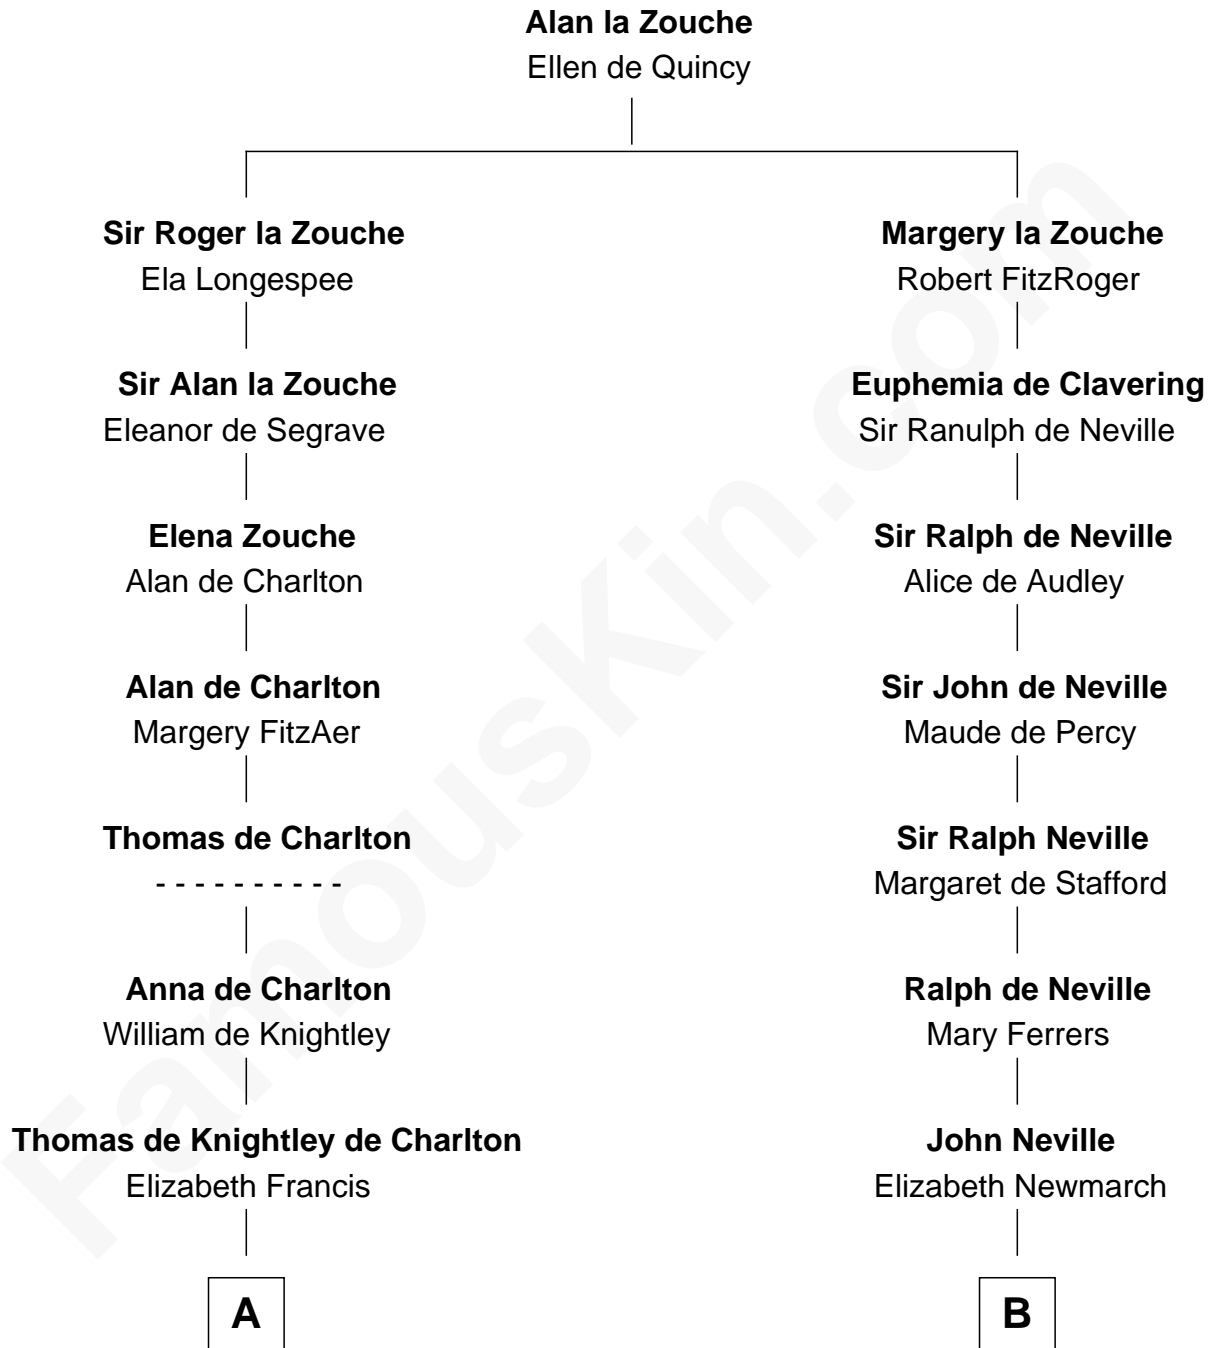 Alan la Zouche
Ellen de Quincy
Sir Roger la Zouche
Ela Longespee
Margery la Zouche
Robert FitzRoger
Sir Alan la Zouche
Eleanor de Segrave
Euphemia de Clavering
Sir Ranulph de Neville
Elena Zouche
Alan de Charlton
Sir Ralph de Neville
Alice de Audley
Alan de Charlton
Margery FitzAer
Sir John de Neville
Maude de Percy
Thomas de Charlton
- - - - - - - - - -
Sir Ralph Neville
Margaret de Stafford
Anna de Charlton
William de Knightley
Ralph de Neville
Mary Ferrers
Thomas de Knightley de Charlton
Elizabeth Francis
John Neville
Elizabeth Newmarch
A
B
FamousKin.com